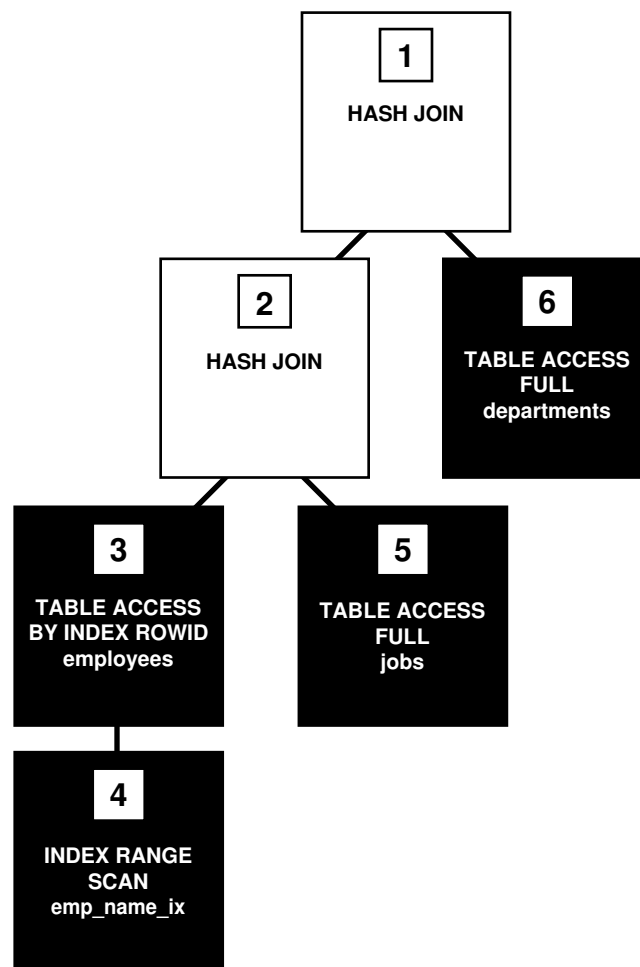 1
HASH JOIN
2
HASH JOIN
6
TABLE ACCESS
FULL
departments
3
TABLE ACCESS
BY INDEX ROWID
employees
5
TABLE ACCESS
FULL
jobs
4
INDEX RANGE
SCAN
emp_name_ix